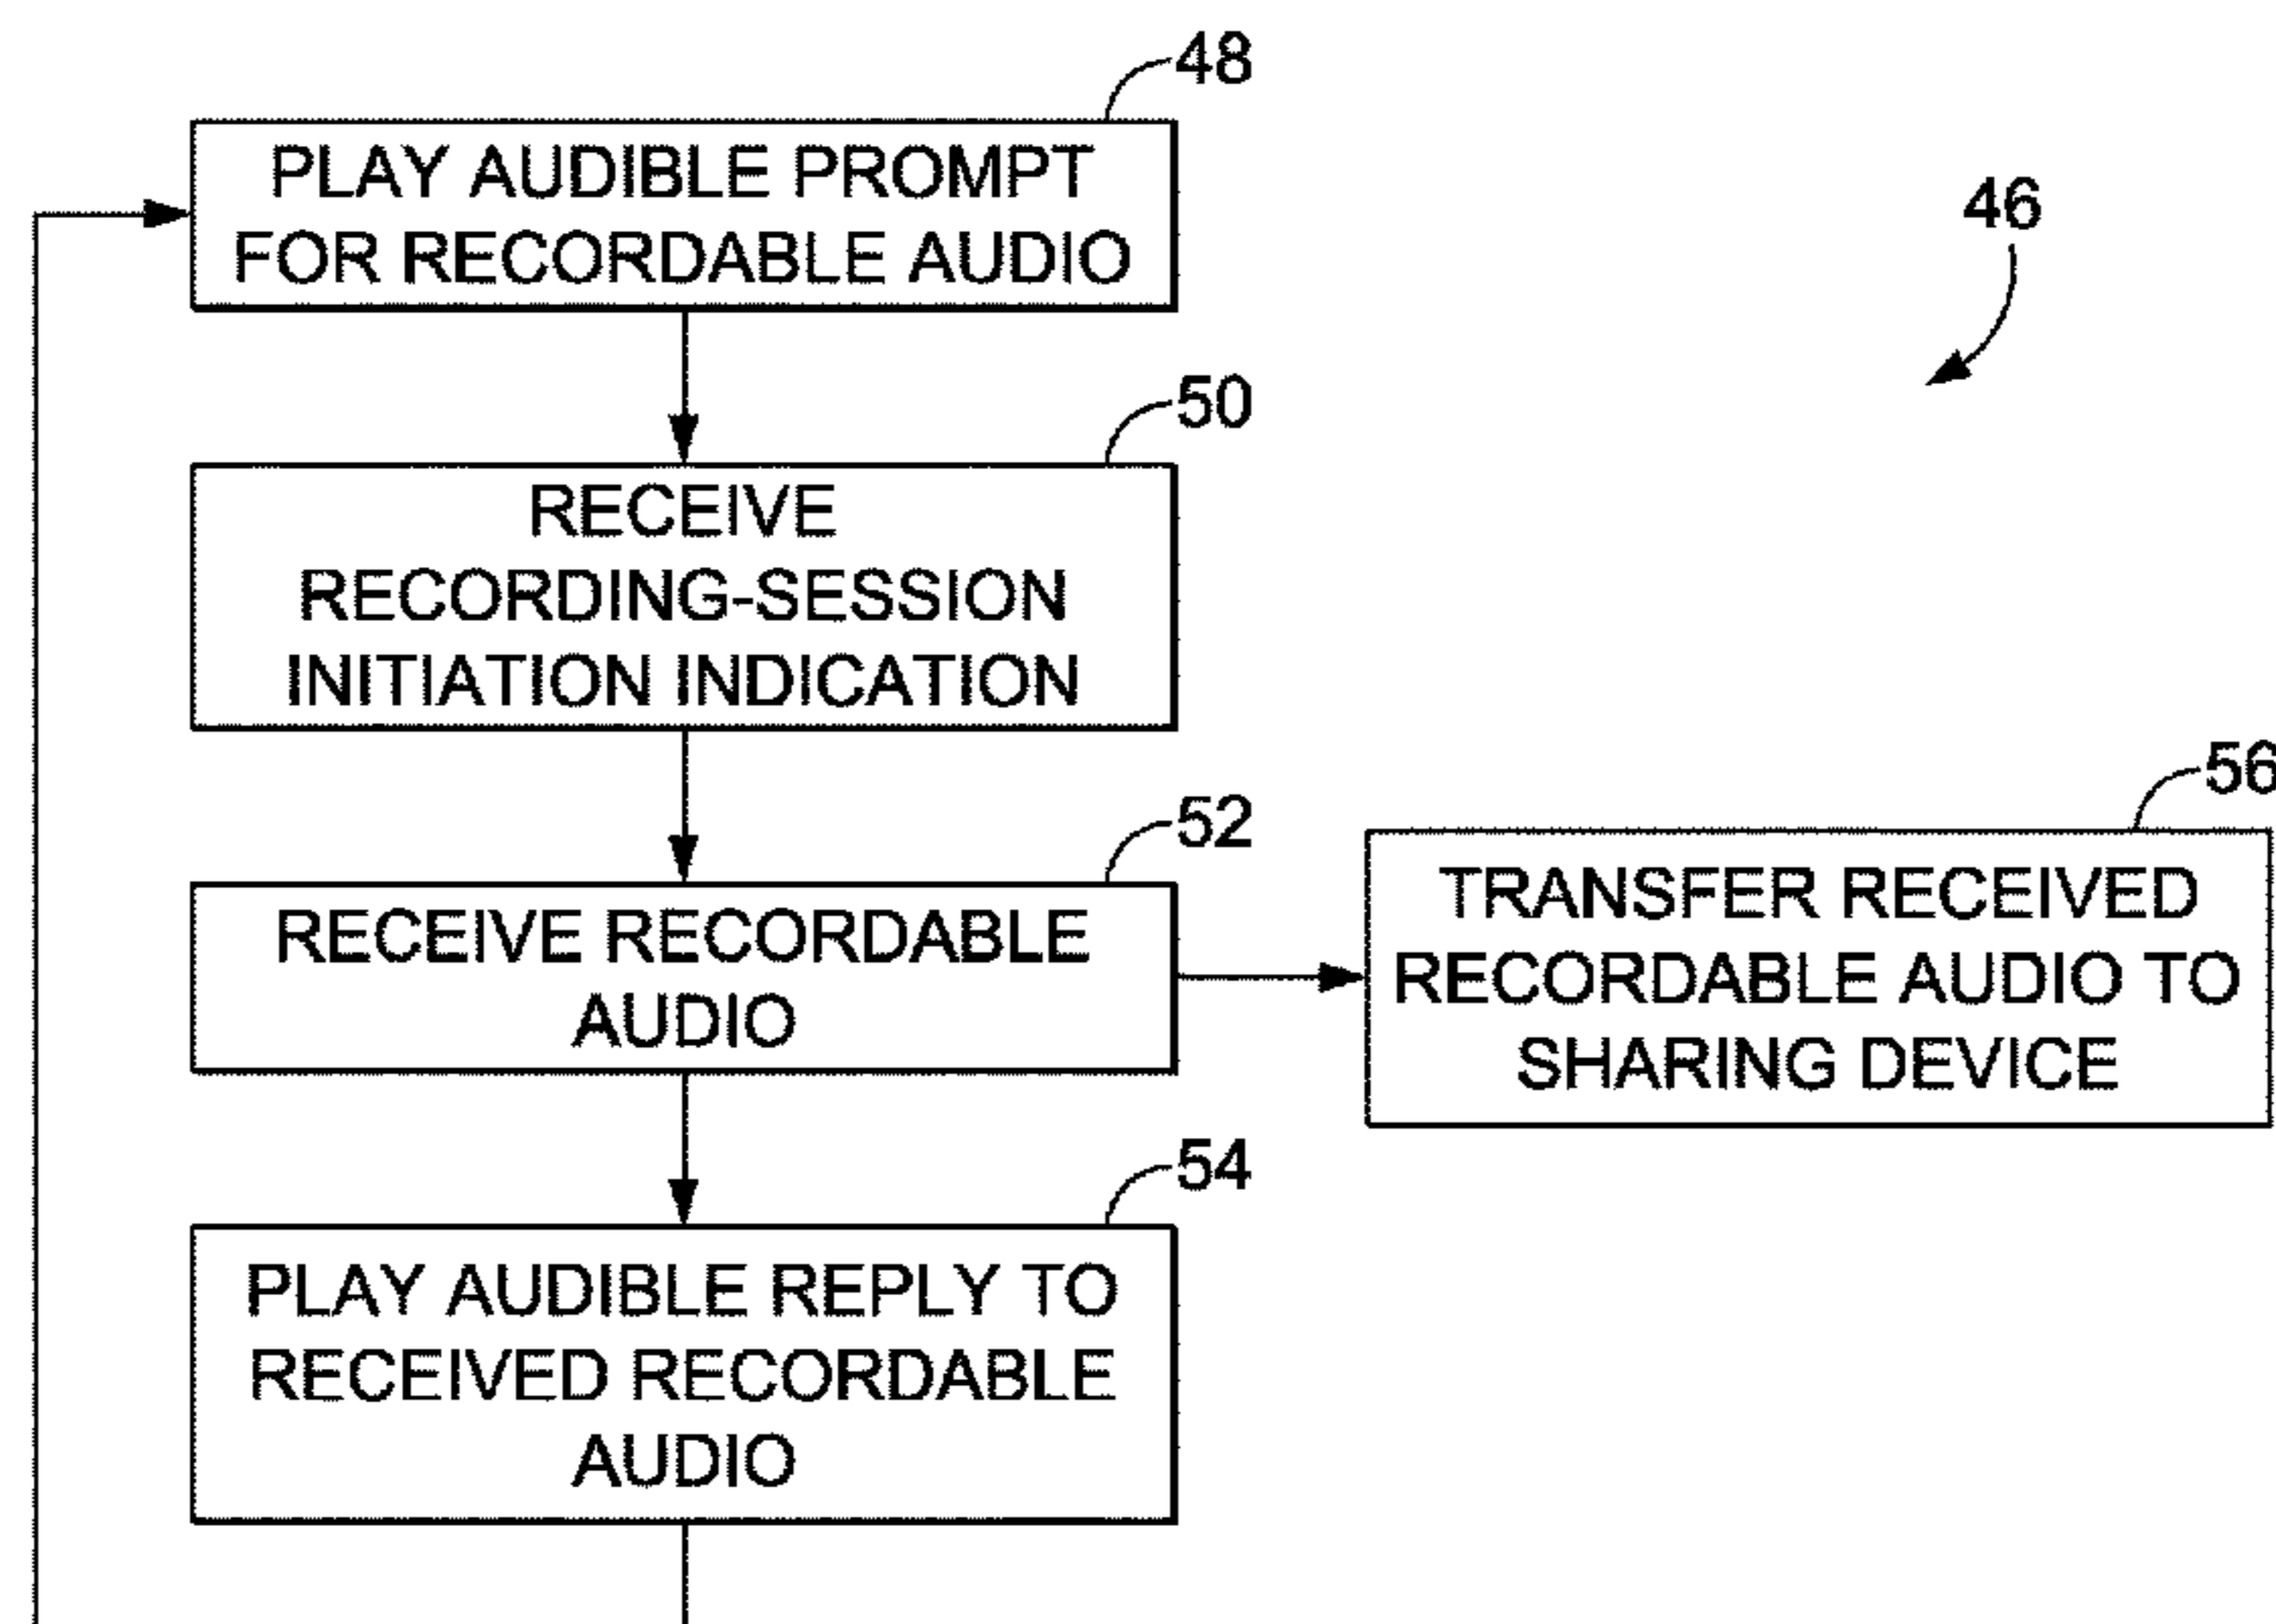 48
PLAY AUDIBLE PROMPT
FOR RECORDABLE AUDIO
46
50
RECEIVE
RECORDING-SESSION
INITIATION INDICATION
52
RECEIVE RECORDABLE
AUDIO
56
TRANSFER RECEIVED
RECORDABLE AUDIO TO
SHARING DEVICE
54
PLAY AUDIBLE REPLY TO
RECEIVED RECORDABLE
AUDIO